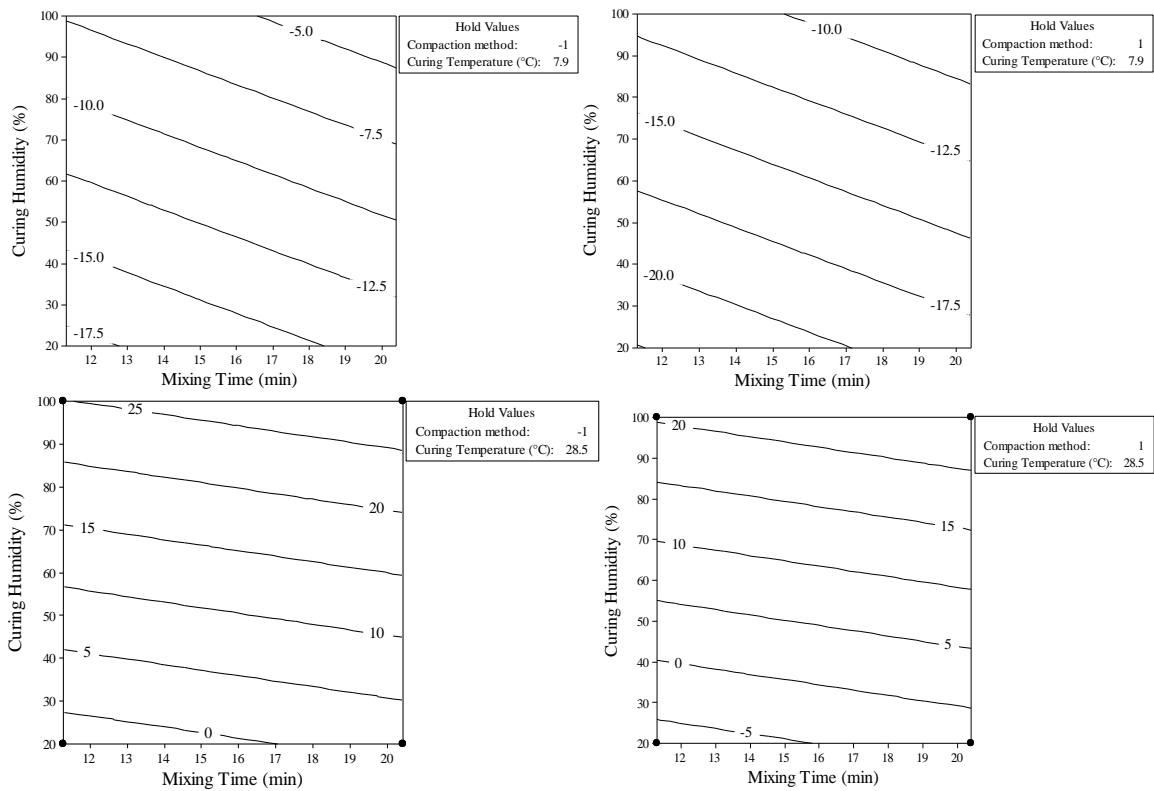 100
90
80
70
60
50
40
30
20
Curing Humidity (%)
-5.0
-7.5
-10.0
-12.5
-15.0
-17.5
12 13 14 15 16 17 18 19 20
Mixing Time (min)
Hold Values
Compaction method: -1
Curing Temperature (°C): 7.9
100
90
80
70
60
50
40
30
20
Curing Humidity (%)
-10.0
-12.5
-15.0
-17.5
-20.0
12 13 14 15 16 17 18 19 20
Mixing Time (min)
Hold Values
Compaction method: 1
Curing Temperature (°C): 7.9
100
90
80
70
60
50
40
30
20
Curing Humidity (%)
25
20
15
10
5
0
12 13 14 15 16 17 18 19 20
Mixing Time (min)
Hold Values
Compaction method: -1
Curing Temperature (°C): 28.5
100
90
80
70
60
50
40
30
20
Curing Humidity (%)
20
15
10
5
0
-5
12 13 14 15 16 17 18 19 20
Mixing Time (min)
Hold Values
Compaction method: 1
Curing Temperature (°C): 28.5